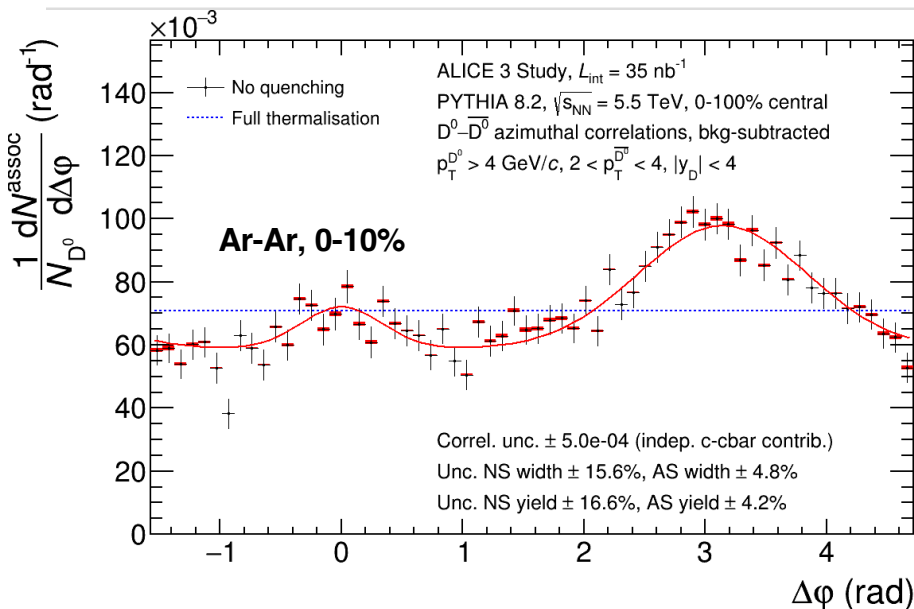 ×10⁻³
1/N_D⁰ dN^assoc/dΔφ (rad⁻¹)
140
120
100
80
60
40
20
0
No quenching
Full thermalisation
ALICE 3 Study, L_int = 35 nb⁻¹
PYTHIA 8.2, √s_NN = 5.5 TeV, 0-100% central
D⁰–D̅⁰ azimuthal correlations, bkg-subtracted
p_T^D⁰ > 4 GeV/c, 2 < p_T^D̅⁰ < 4, |y_D| < 4
Ar-Ar, 0-10%
Correl. unc. ± 5.0e-04 (indep. c-cbar contrib.)
Unc. NS width ± 15.6%, AS width ± 4.8%
Unc. NS yield ± 16.6%, AS yield ± 4.2%
−1 0 1 2 3 4
Δφ (rad)